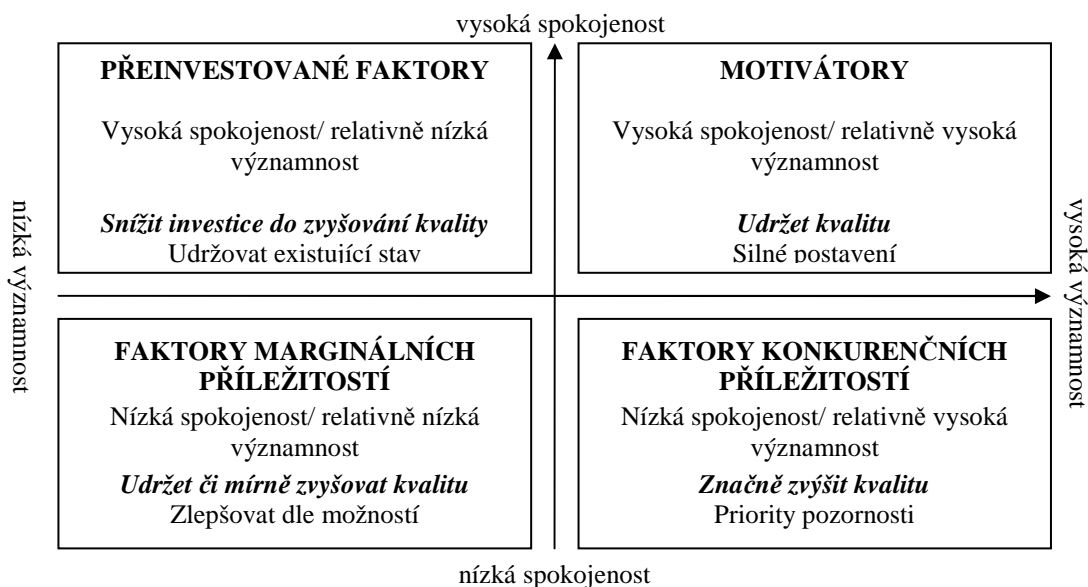 vysoká spokojenost
PŘEINVESTOVANÉ FAKTORY
Vysoká spokojenost/ relativně nízká
významnost
Snížit investice do zvyšování kvality
Udržovat existující stav
MOTIVÁTORY
Vysoká spokojenost/ relativně vysoká
významnost
Udržet kvalitu
Silné postavení
nízká významnost
vysoká významnost
FAKTORY MARGINÁLNÍCH
PŘÍLEŽITOSTÍ
Nízká spokojenost/ relativně nízká
významnost
Udržet či mírně zvyšovat kvalitu
Zlepšovat dle možností
FAKTORY KONKURENČNÍCH
PŘÍLEŽITOSTÍ
Nízká spokojenost/ relativně vysoká
významnost
Značně zvýšit kvalitu
Priority pozornosti
nízká spokojenost